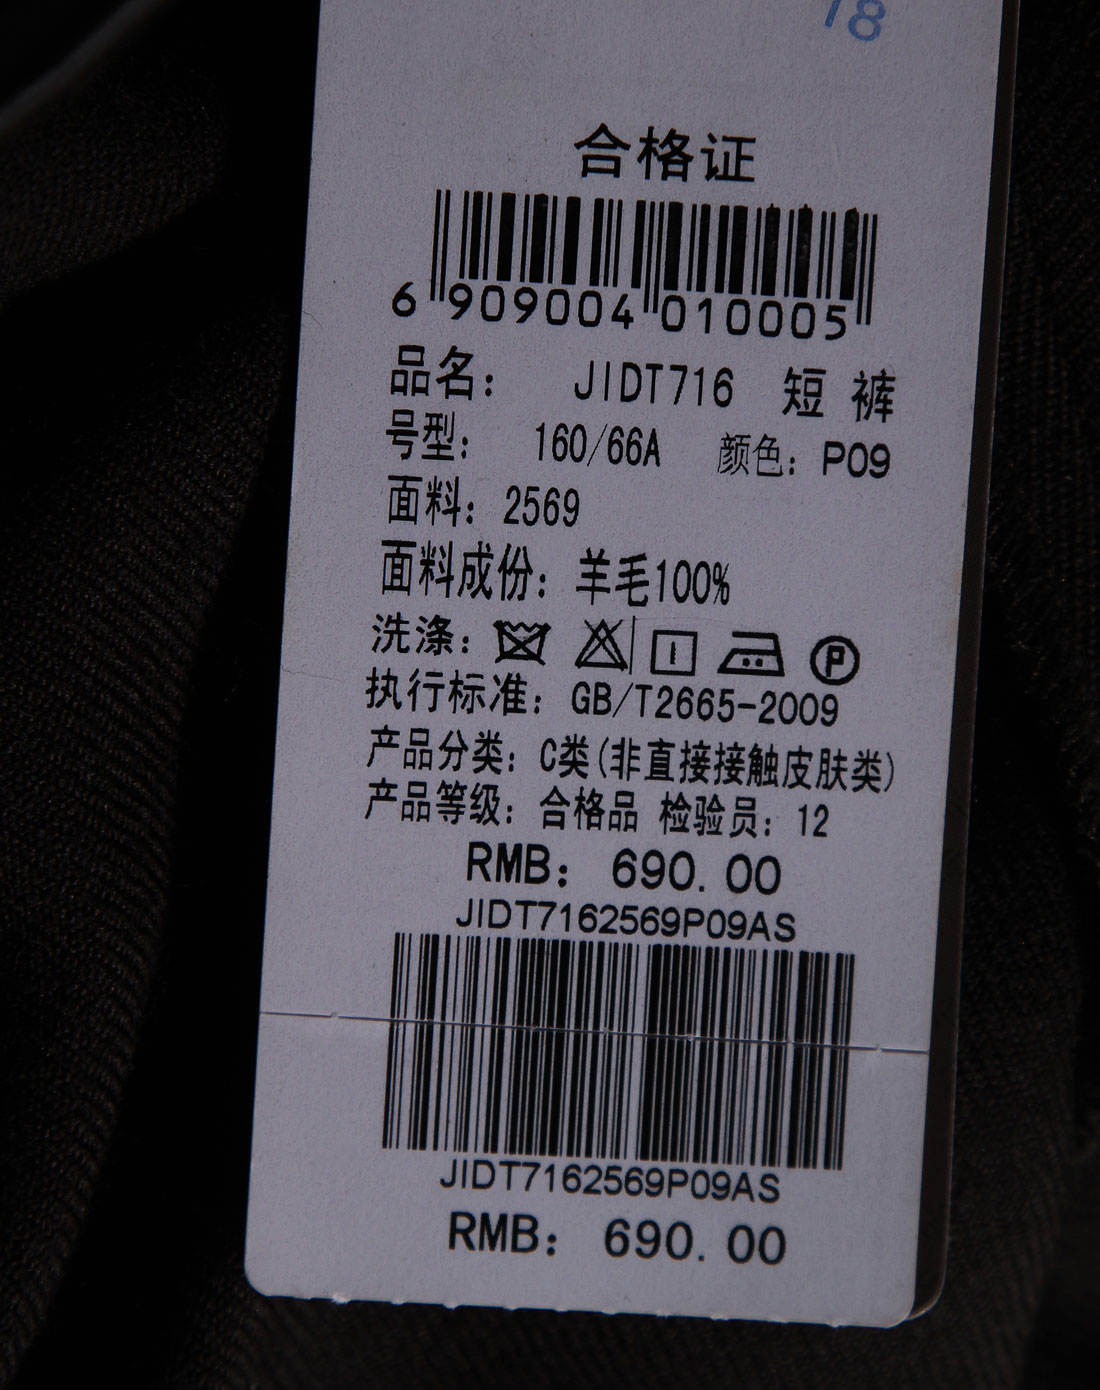 18
合格证
6 909004 010005
品名： JIDT716 短 裤
号型： 160/66A 颜色：P09
面料：2569
面料成份：羊毛100%
洗涤：
执行标准：GB/T2665-2009
产品分类：C类(非直接接触皮肤类)
产品等级：合格品 检验员：12
RMB： 690.00
JIDT7162569P09AS
JIDT7162569P09AS
RMB： 690.00